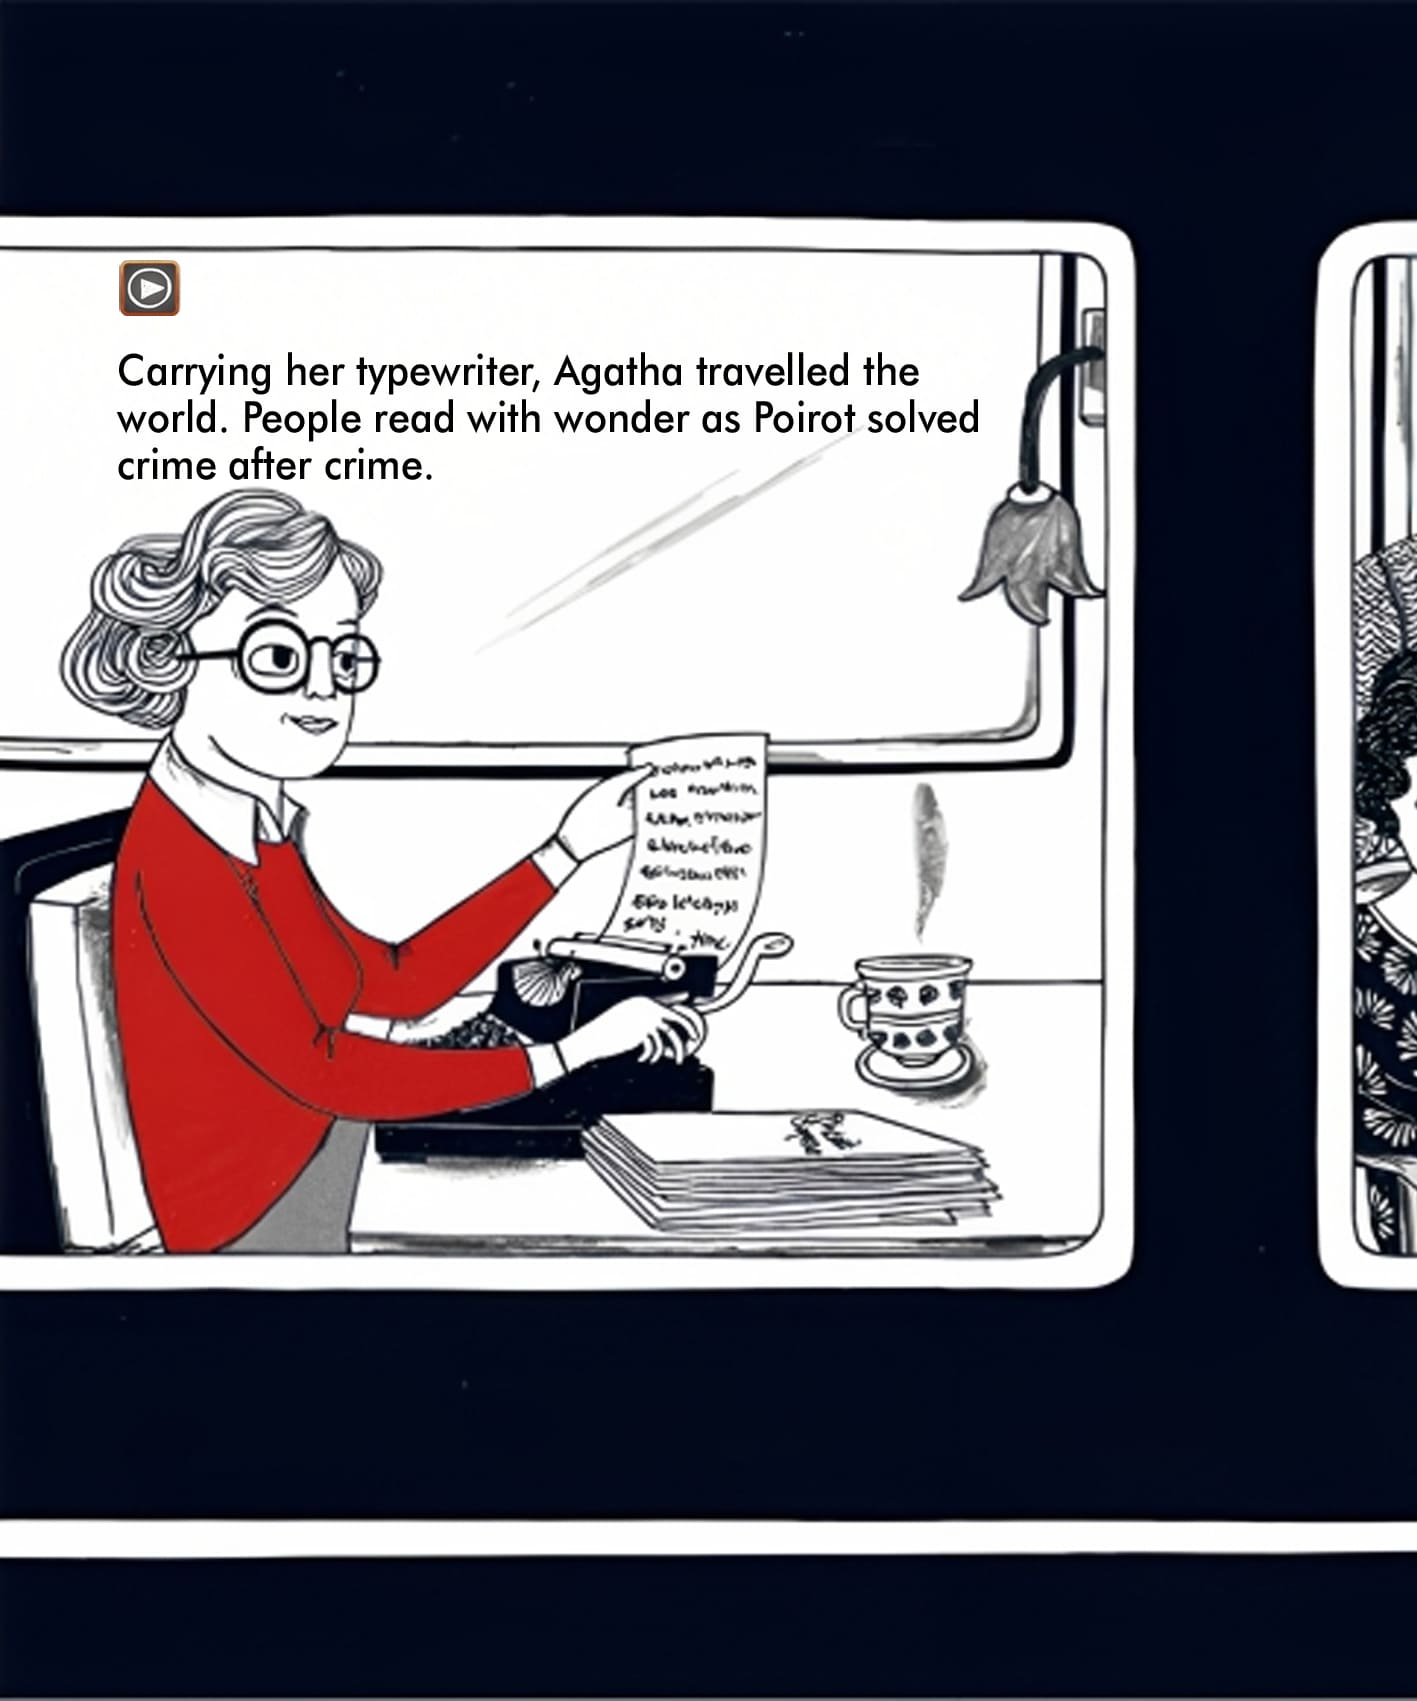 Carrying her typewriter, Agatha travelled the
world. People read with wonder as Poirot solved
crime after crime.